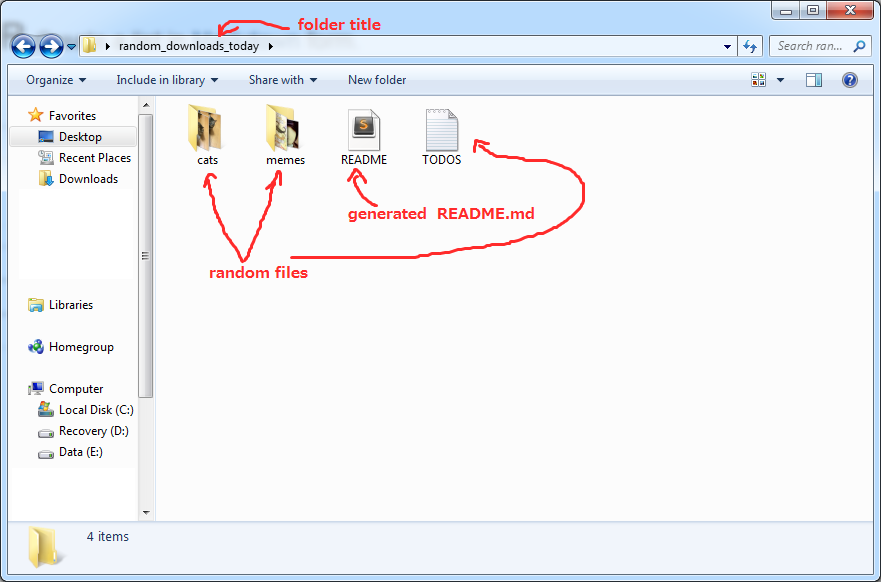 folder title
random_downloads_today
Search ran...
Organize
Include in library
Share with
New folder
Favorites
Desktop
Recent Places
Downloads
Libraries
Homegroup
Computer
Local Disk (C:)
Recovery (D:)
Data (E:)
cats
memes
README
TODOS
generated README.md
random files
4 items